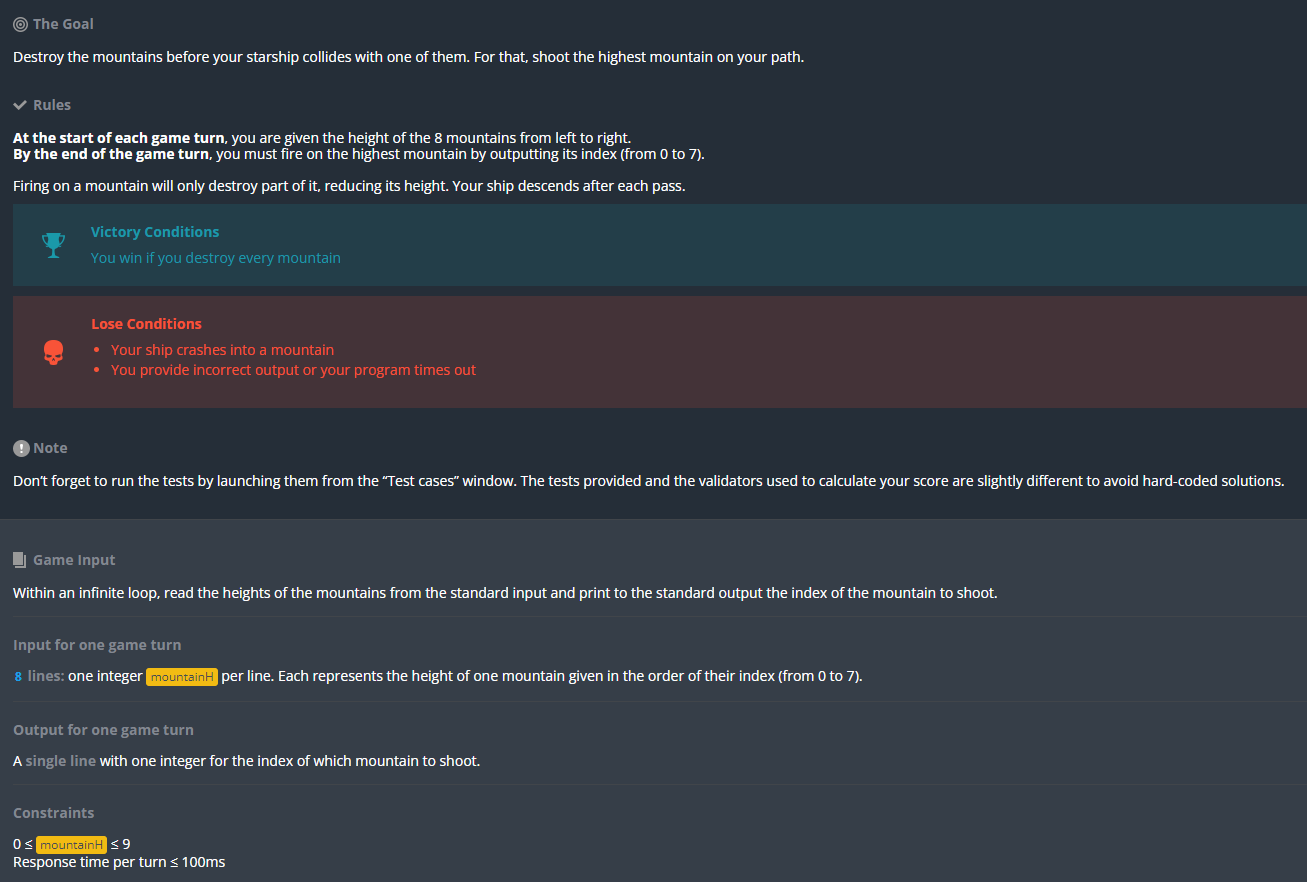 The Goal
Destroy the mountains before your starship collides with one of them. For that, shoot the highest mountain on your path.
Rules
At the start of each game turn, you are given the height of the 8 mountains from left to right.
By the end of the game turn, you must fire on the highest mountain by outputting its index (from 0 to 7).
Firing on a mountain will only destroy part of it, reducing its height. Your ship descends after each pass.
Victory Conditions
You win if you destroy every mountain
Lose Conditions
• Your ship crashes into a mountain
• You provide incorrect output or your program times out
Note
Don’t forget to run the tests by launching them from the “Test cases” window. The tests provided and the validators used to calculate your score are slightly different to avoid hard-coded solutions.
Game Input
Within an infinite loop, read the heights of the mountains from the standard input and print to the standard output the index of the mountain to shoot.
Input for one game turn
8 lines: one integer mountainH per line. Each represents the height of one mountain given in the order of their index (from 0 to 7).
Output for one game turn
A single line with one integer for the index of which mountain to shoot.
Constraints
0 ≤ mountainH ≤ 9
Response time per turn ≤ 100ms